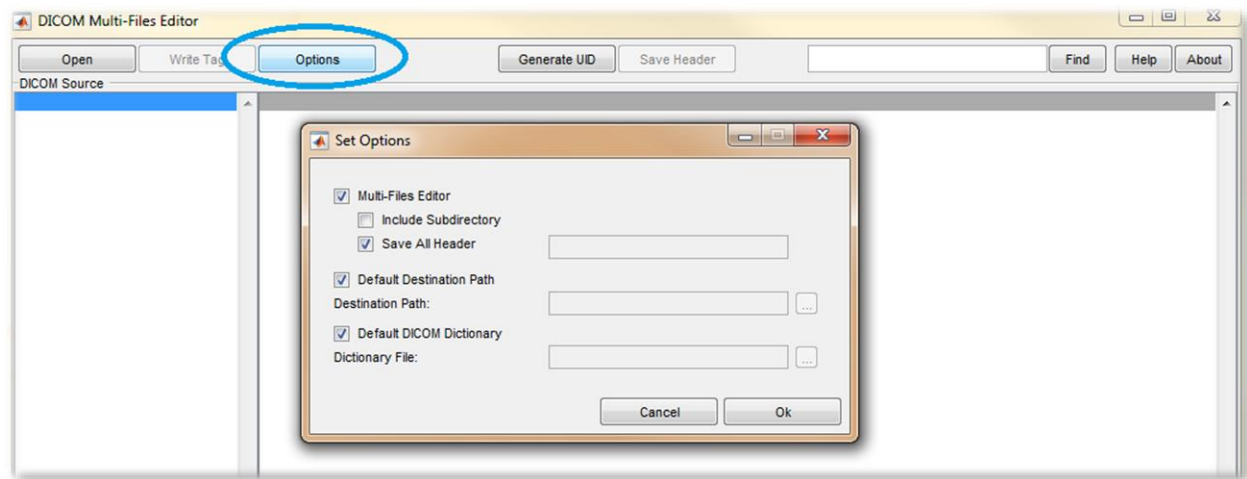 DICOM Multi-Files Editor
Open Write Tag Options Generate UID Save Header Find Help About
DICOM Source
Set Options
Multi-Files Editor
Include Subdirectory
Save All Header
Default Destination Path
Destination Path: ...
Default DICOM Dictionary
Dictionary File: ...
Cancel Ok